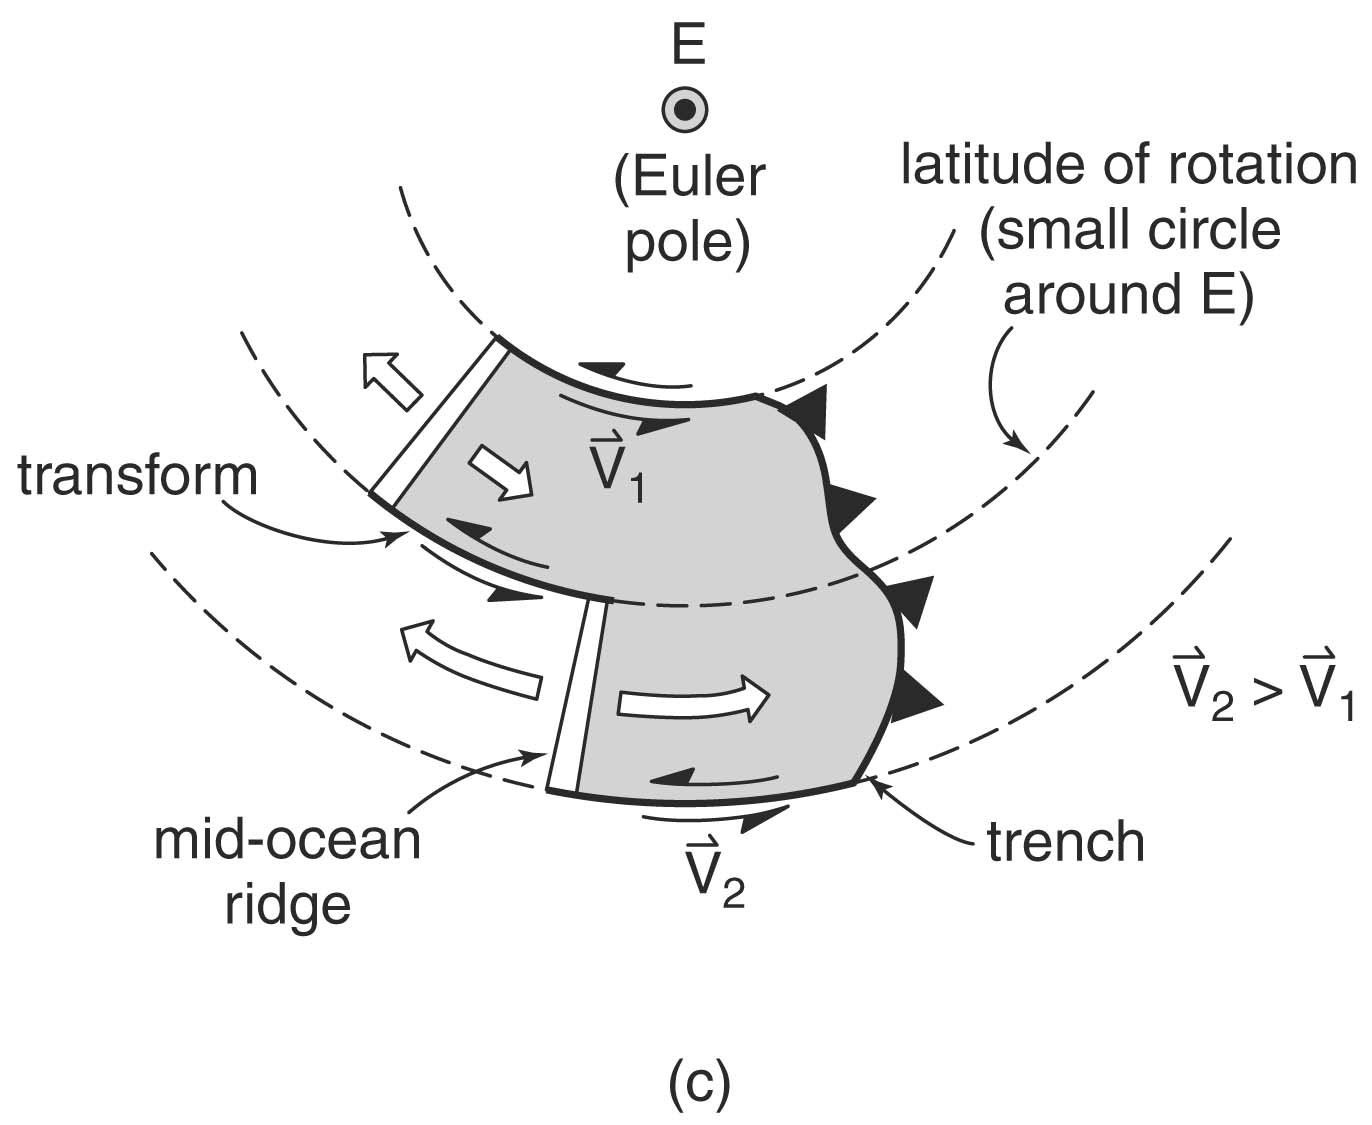 E
(Euler
pole)
latitude of rotation
(small circle
around E)
transform
V⃗₁
V⃗₂ > V⃗₁
mid-ocean
ridge
V⃗₂
trench
(c)